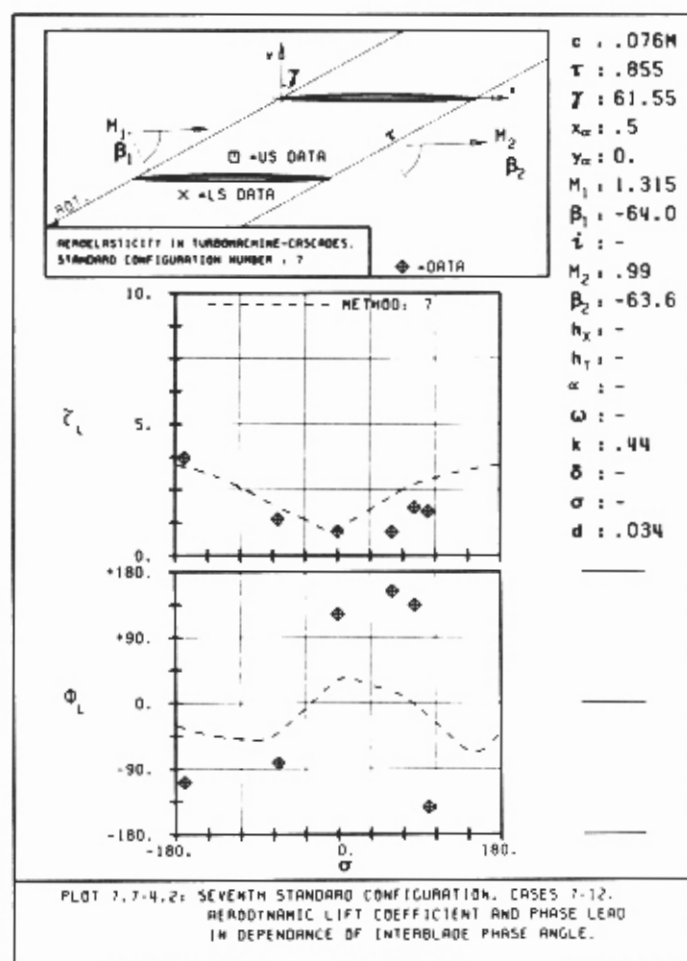 γ
M₁
β₁
⊡ =US DATA
× =LS DATA
τ
M₂
β₂
ROT.
AEROELASTICITY IN TURBOMACHINE-CASCADES.
STANDARD CONFIGURATION NUMBER : 7
=DATA
c : .076M
τ : .855
γ : 61.55
xα : .5
yα : 0.
M₁ : 1.315
β₁ : -64.0
i : -
M₂ : .99
β₂ : -63.6
hX : -
hT : -
α : -
ω : -
k : .44
δ : -
σ : -
d : .034
10.
METHOD: 7
5.
0.
+180.
+90.
0.
ΦL
-90.
-180.
-180. 0. 180.
σ
PLOT 7.7-4.2: SEVENTH STANDARD CONFIGURATION, CASES 7-12.
AERODYNAMIC LIFT COEFFICIENT AND PHASE LEAD
IN DEPENDANCE OF INTERBLADE PHASE ANGLE.